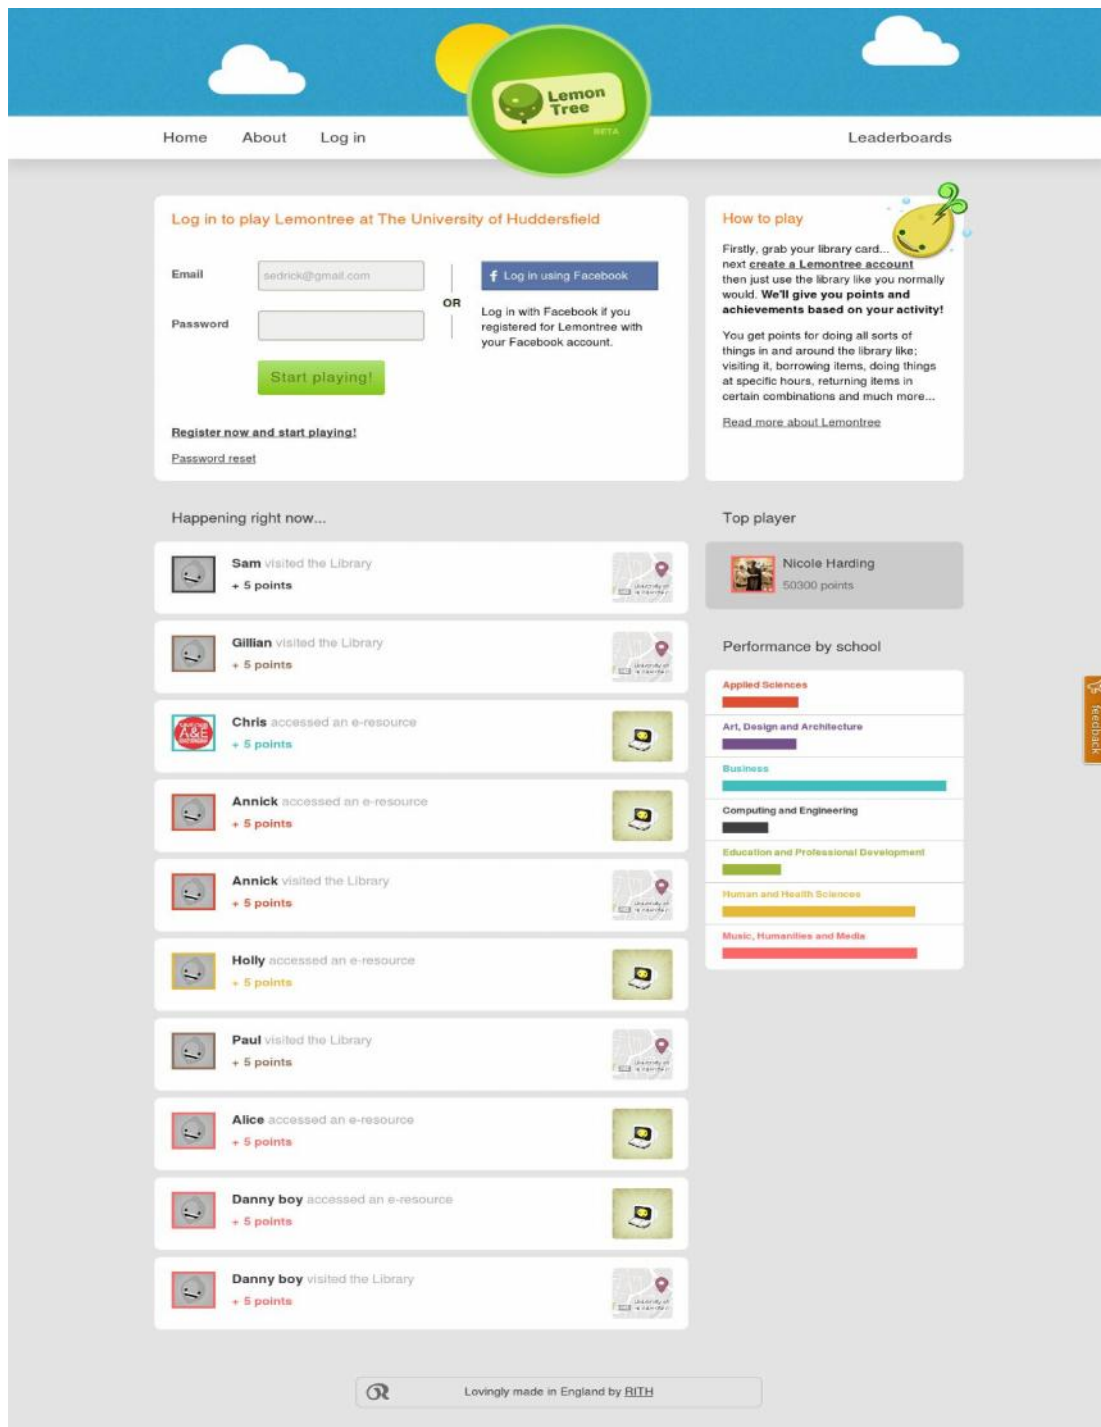 Lemon
Tree
BETA
Home
About
Log in
Leaderboards
Log in to play Lemontree at The University of Huddersfield
Email
sedrick@gmail.com
Password
Start playing!
OR
f Log in using Facebook
Log in with Facebook if you
registered for Lemontree with
your Facebook account.
Register now and start playing!
Password reset
How to play
Firstly, grab your library card...
next create a Lemontree account
then just use the library like you normally
would. We'll give you points and
achievements based on your activity!
You get points for doing all sorts of
things in and around the library like;
visiting it, borrowing items, doing things
at specific hours, returning items in
certain combinations and much more...
Read more about Lemontree
Happening right now...
Sam visited the Library
+ 5 points
Gillian visited the Library
+ 5 points
Chris accessed an e-resource
+ 5 points
A&E
Annick accessed an e-resource
+ 5 points
Annick visited the Library
+ 5 points
Holly accessed an e-resource
+ 5 points
Paul visited the Library
+ 5 points
Alice accessed an e-resource
+ 5 points
Danny boy accessed an e-resource
+ 5 points
Danny boy visited the Library
+ 5 points
Top player
Nicole Harding
50300 points
Performance by school
Applied Sciences
Art, Design and Architecture
Business
Computing and Engineering
Education and Professional Development
Human and Health Sciences
Music, Humanities and Media
feedback
Lovingly made in England by RITH